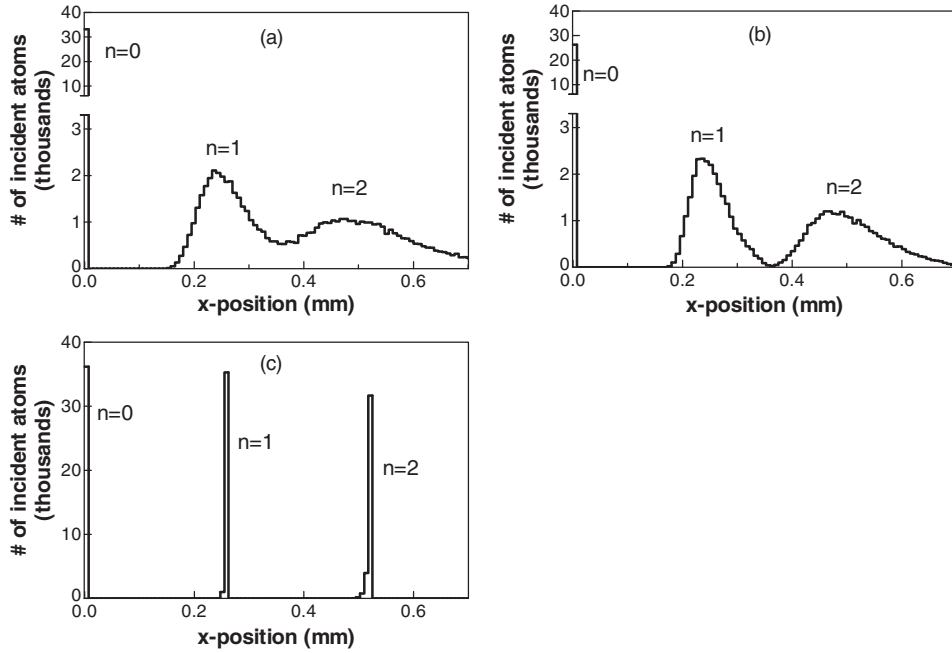 40
30
20
10
3
2
1
0
n=0
(a)
n=1
n=2
0.0 0.2 0.4 0.6
x-position (mm)
# of incident atoms
(thousands)
40
30
20
10
3
2
1
0
n=0
(b)
n=1
n=2
0.0 0.2 0.4 0.6
x-position (mm)
# of incident atoms
(thousands)
40
30
20
10
0
(c)
n=0
n=1
n=2
0.0 0.2 0.4 0.6
x-position (mm)
# of incident atoms
(thousands)